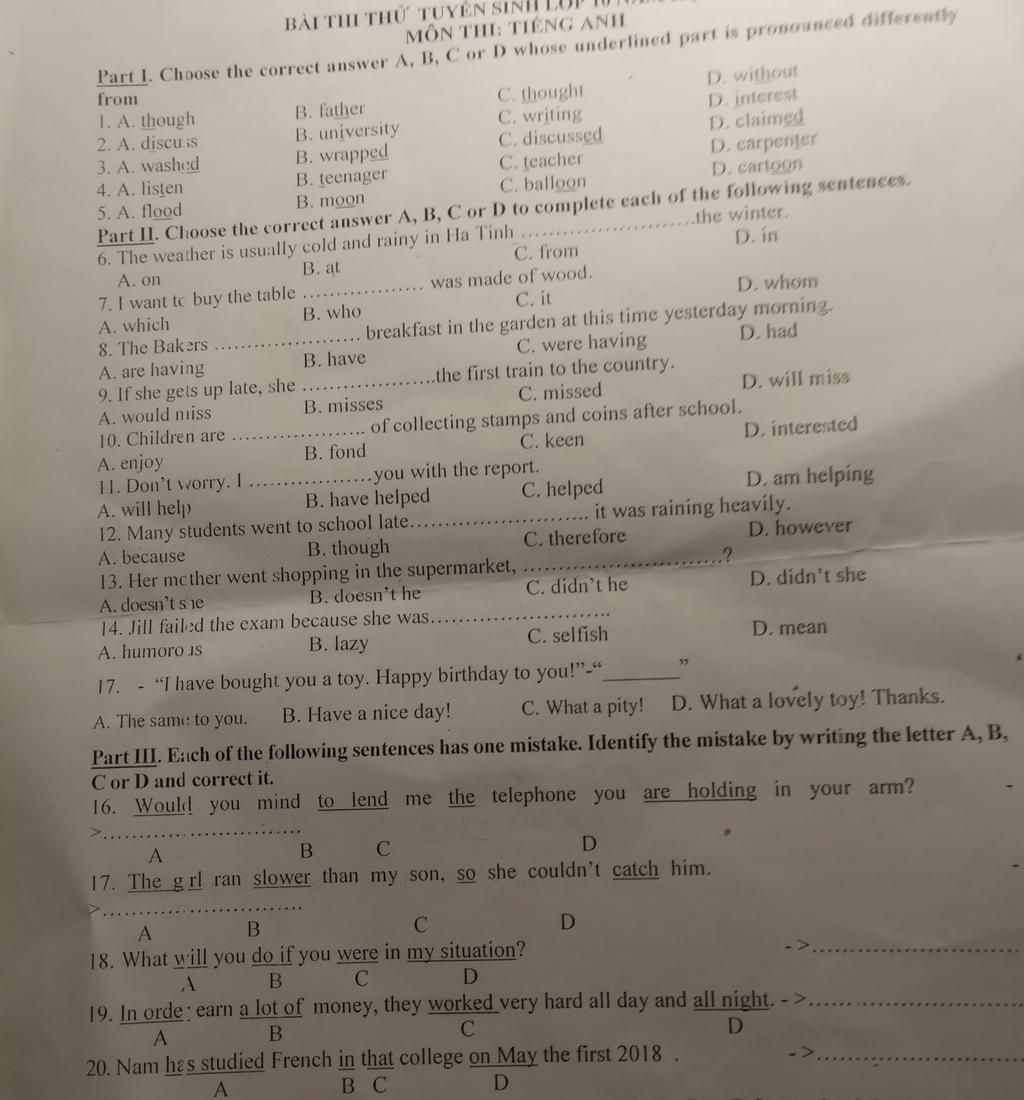 BÀI THI THỬ TUYỂN SINH LỚP 10
MÔN THI: TIẾNG ANH
Part I. Choose the correct answer A, B, C or D whose underlined part is pronounced differently
from
1. A. though B. father C. thought D. without
2. A. discuss B. university C. writing D. interest
3. A. washed B. wrapped C. discussed D. claimed
4. A. listen B. teenager C. teacher D. carpenter
5. A. flood B. moon C. balloon D. cartoon
Part II. Choose the correct answer A, B, C or D to complete each of the following sentences.
6. The weather is usually cold and rainy in Ha Tinh ........................the winter.
A. on B. at C. from D. in
7. I want to buy the table ................. was made of wood.
A. which B. who C. it D. whom
8. The Bakers .................... breakfast in the garden at this time yesterday morning.
A. are having B. have C. were having D. had
9. If she gets up late, she ..................the first train to the country.
A. would miss B. misses C. missed D. will miss
10. Children are ................... of collecting stamps and coins after school.
A. enjoy B. fond C. keen D. interested
11. Don't worry. I .................you with the report.
A. will help B. have helped C. helped D. am helping
12. Many students went to school late......................... it was raining heavily.
A. because B. though C. therefore D. however
13. Her mother went shopping in the supermarket, ............................?
A. doesn't she B. doesn't he C. didn't he D. didn't she
14. Jill failed the exam because she was.........................
A. humorous B. lazy C. selfish D. mean
17. - “I have bought you a toy. Happy birthday to you!”-“________”
A. The same to you. B. Have a nice day! C. What a pity! D. What a lovely toy! Thanks.
Part III. Each of the following sentences has one mistake. Identify the mistake by writing the letter A, B,
C or D and correct it.
16. Would you mind to lend me the telephone you are holding in your arm? -
>............................
A B C D
17. The girl ran slower than my son, so she couldn't catch him. -
>............................
A B C D
18. What will you do if you were in my situation? ->.............................
A B C D
19. In order earn a lot of money, they worked very hard all day and all night. - >.............................
A B C D
20. Nam has studied French in that college on May the first 2018 . ->.............................
A B C D